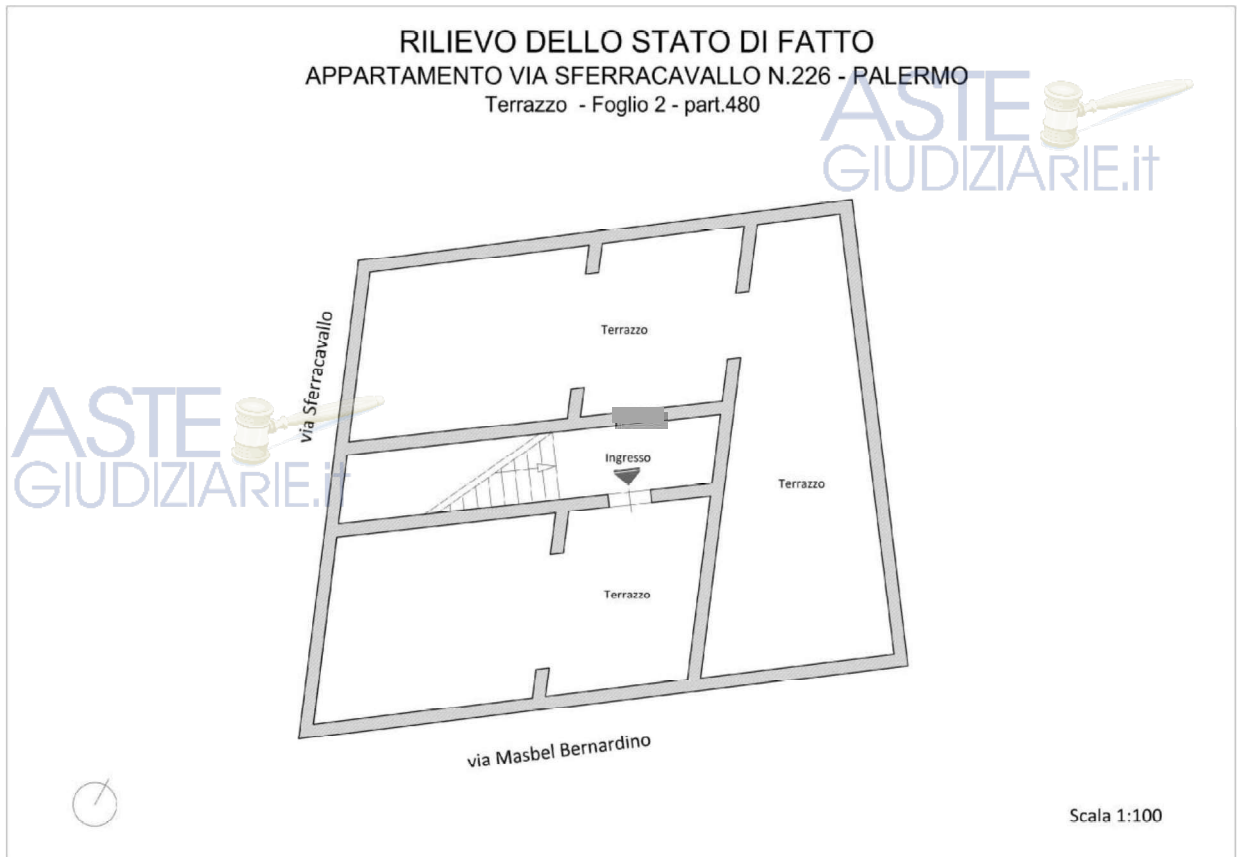 RILIEVO DELLO STATO DI FATTO
APPARTAMENTO VIA SFERRACAVALLO N.226 - PALERMO
Terrazzo - Foglio 2 - part.480
ASTE
GIUDIZIARIE.it
Terrazzo
via Sferracavallo
ASTE
GIUDIZIARIE.it
Ingresso
Terrazzo
Terrazzo
via Masbel Bernardino
Scala 1:100